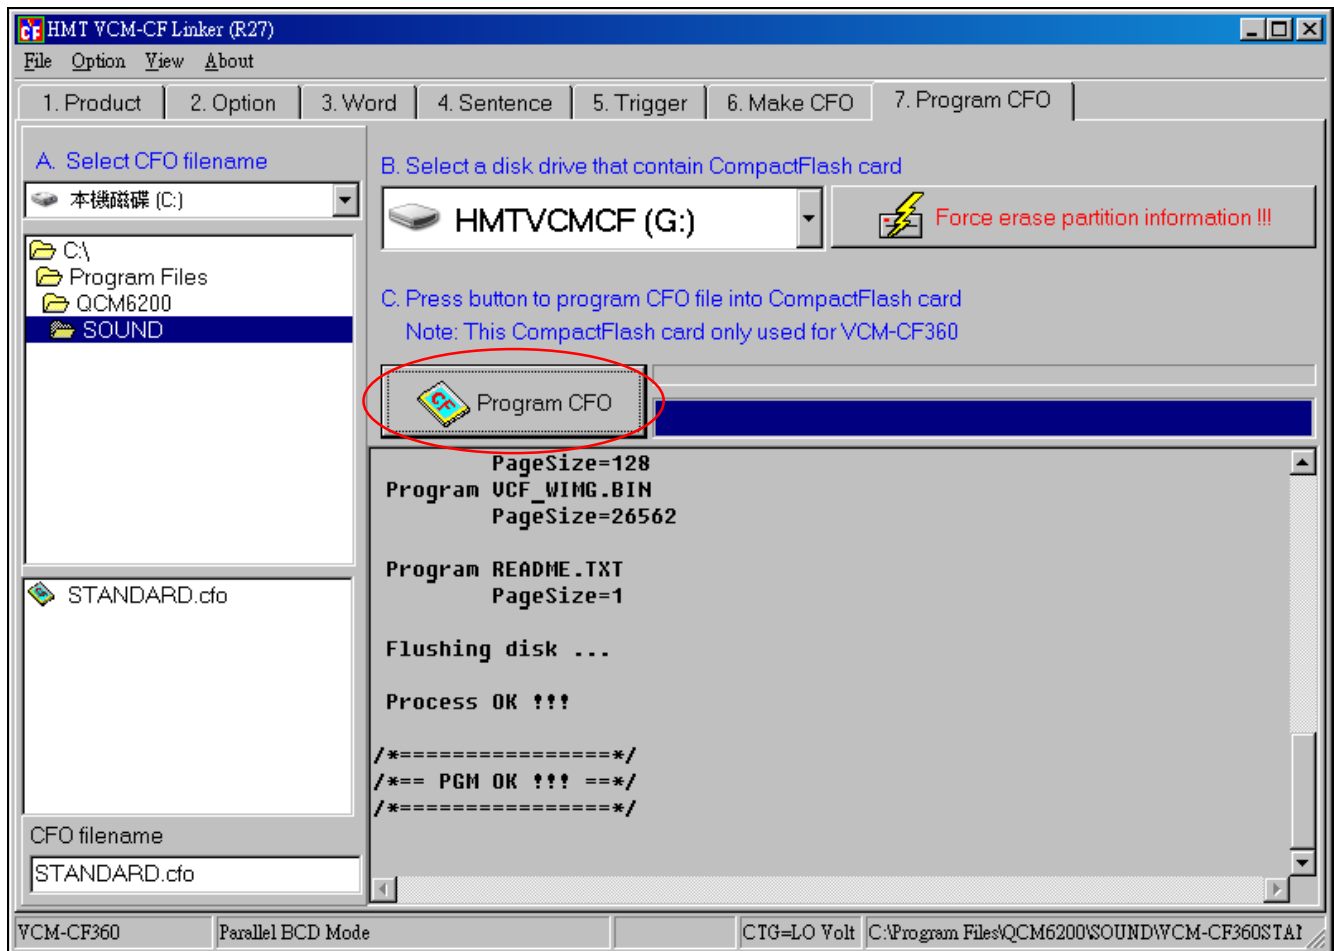 HMT VCM-CF Linker (R27)
File Option View About
1. Product 2. Option 3. Word 4. Sentence 5. Trigger 6. Make CFO 7. Program CFO
A. Select CFO filename
本機磁碟 (C:)
C:\
Program Files
QCM6200
SOUND
STANDARD.cfo
CFO filename
STANDARD.cfo
B. Select a disk drive that contain CompactFlash card
HMTVCMCF (G:)
Force erase partition information !!!
C. Press button to program CFO file into CompactFlash card
Note: This CompactFlash card only used for VCM-CF360
CF Program CFO
PageSize=128
Program VCF_WIMG.BIN
PageSize=26562
Program README.TXT
PageSize=1
Flushing disk ...
Process OK !!!
/*================*/
/*== PGM OK !!! ==*/
/*================*/
VCM-CF360 Parallel BCD Mode CTG=LO Volt C:\Program Files\QCM6200\SOUND\VCM-CF360STAI